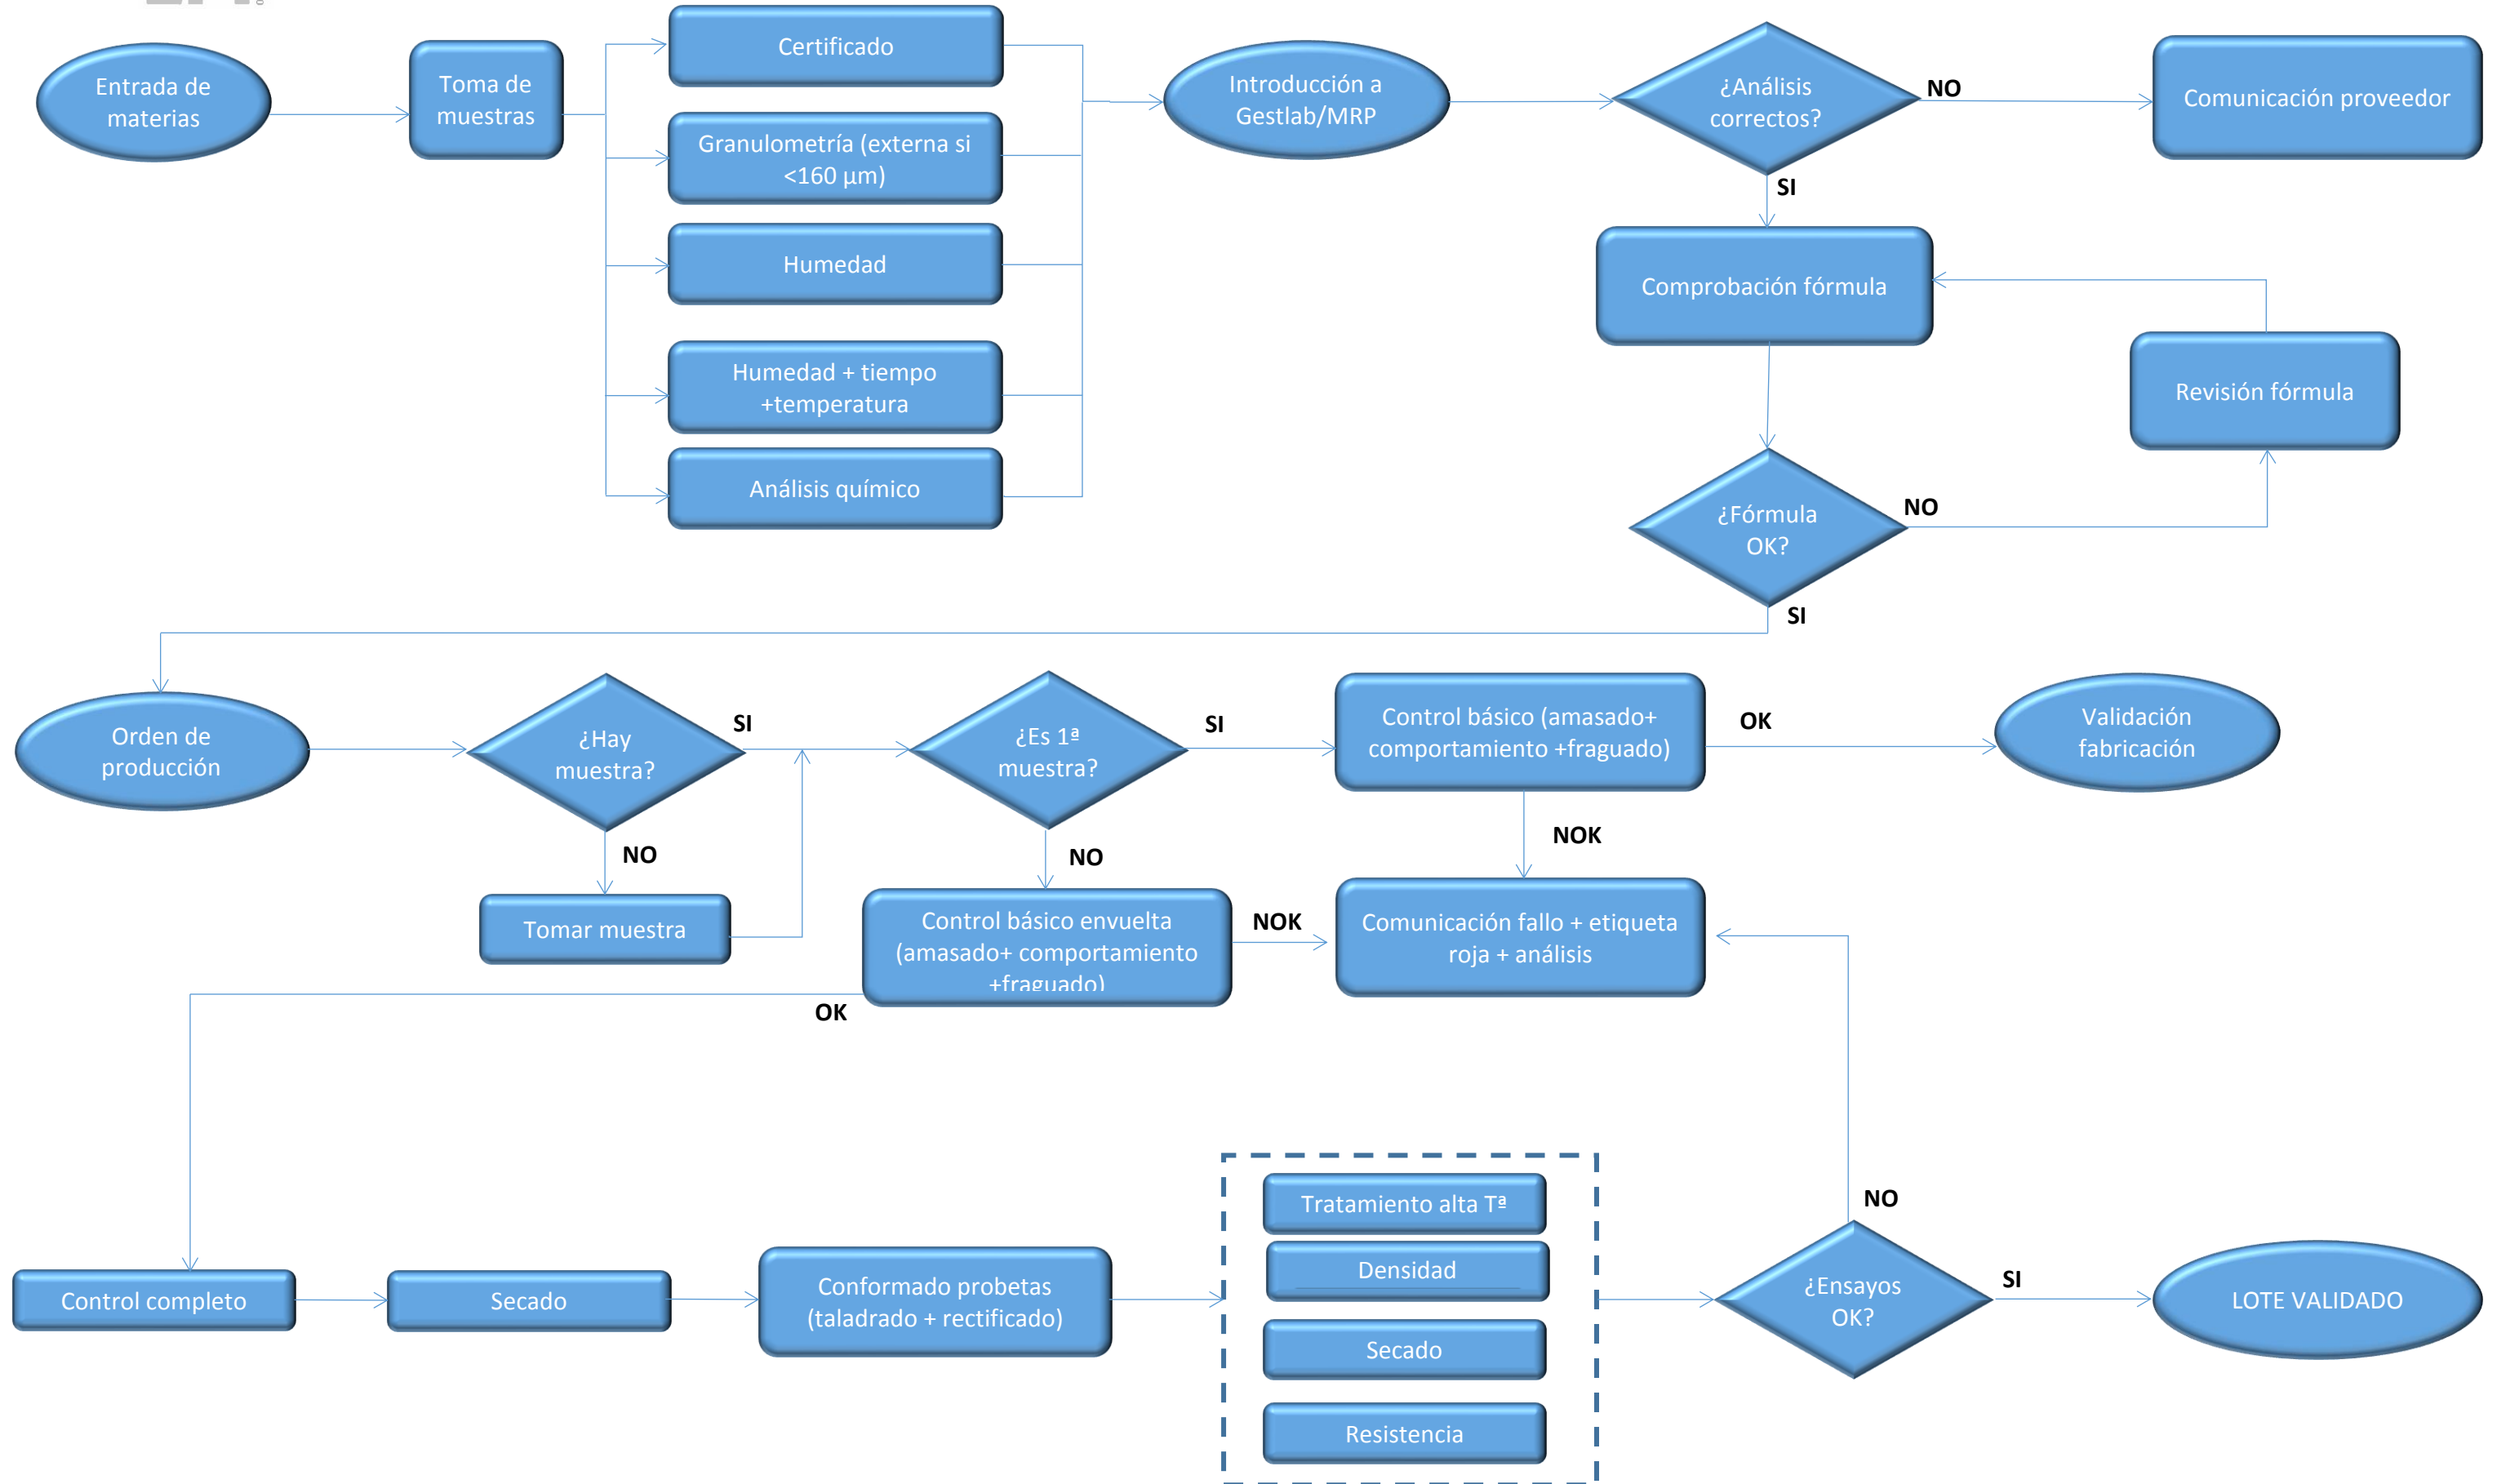 Entrada de
materias
Toma de
muestras
Certificado
Granulometría (externa si
<160 µm)
Humedad
Humedad + tiempo
+temperatura
Análisis químico
Introducción a
Gestlab/MRP
¿Análisis
correctos?
NO
Comunicación proveedor
SI
Comprobación fórmula
Revisión fórmula
¿Fórmula
OK?
NO
SI
Orden de
producción
¿Hay
muestra?
SI
NO
Tomar muestra
¿Es 1ª
muestra?
SI
NO
Control básico (amasado+
comportamiento +fraguado)
OK
Validación
fabricación
NOK
Control básico envuelta
(amasado+ comportamiento
+fraguado)
NOK
Comunicación fallo + etiqueta
roja + análisis
OK
Control completo
Secado
Conformado probetas
(taladrado + rectificado)
Tratamiento alta Tª
Densidad
Secado
Resistencia
¿Ensayos
OK?
NO
SI
LOTE VALIDADO